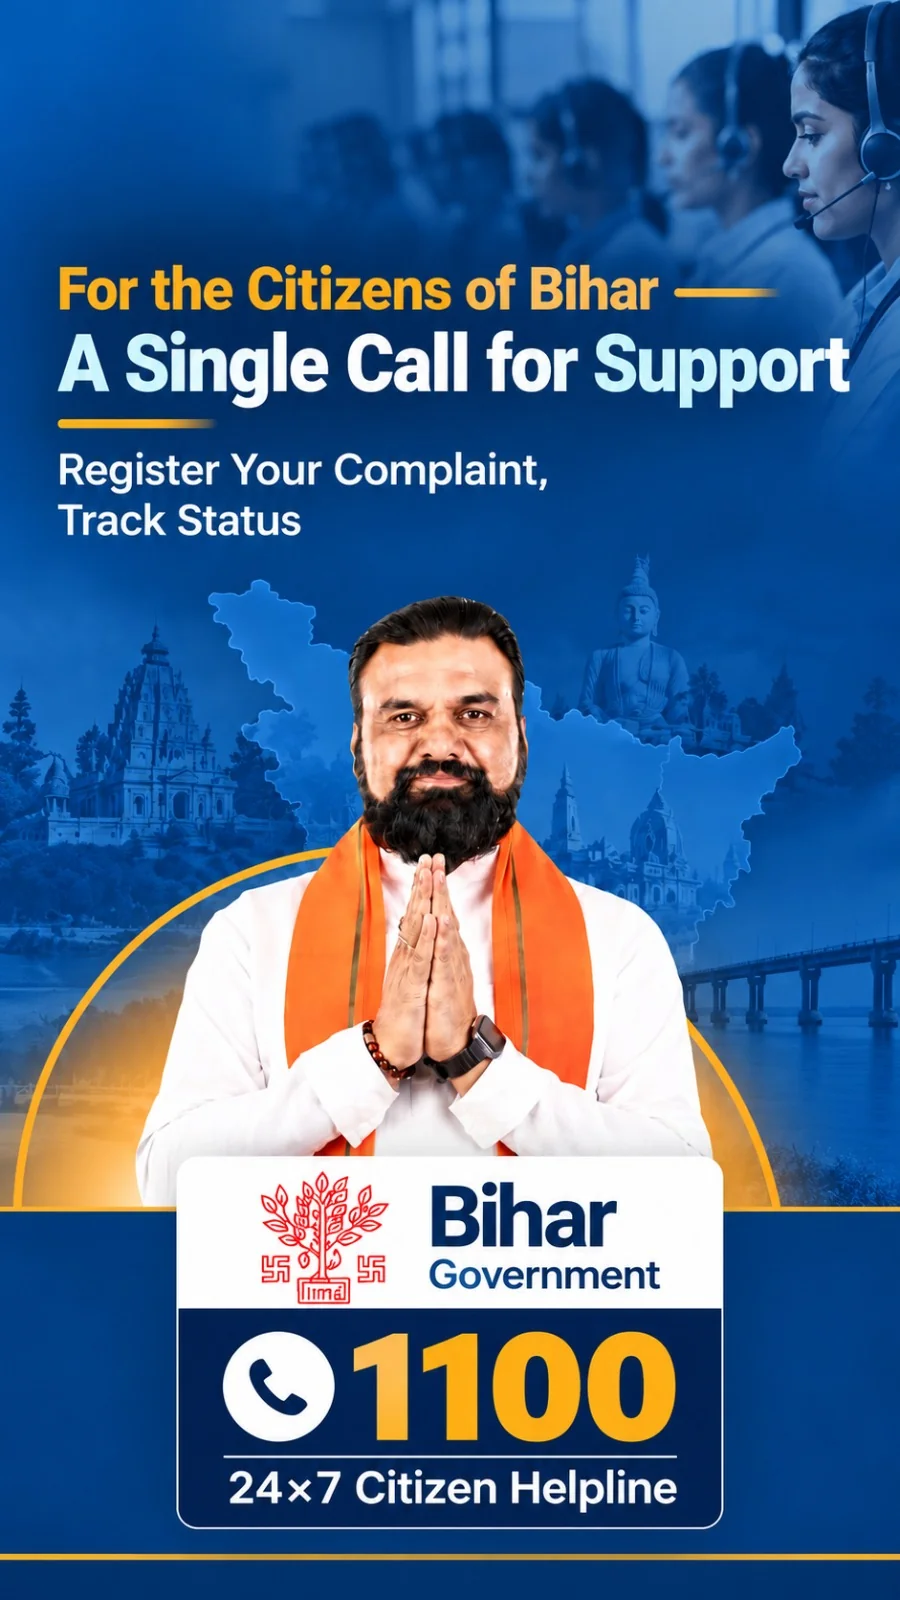 For the Citizens of Bihar
A Single Call for Support
Register Your Complaint,
Track Status
Bihar
Government
1100
24×7 Citizen Helpline